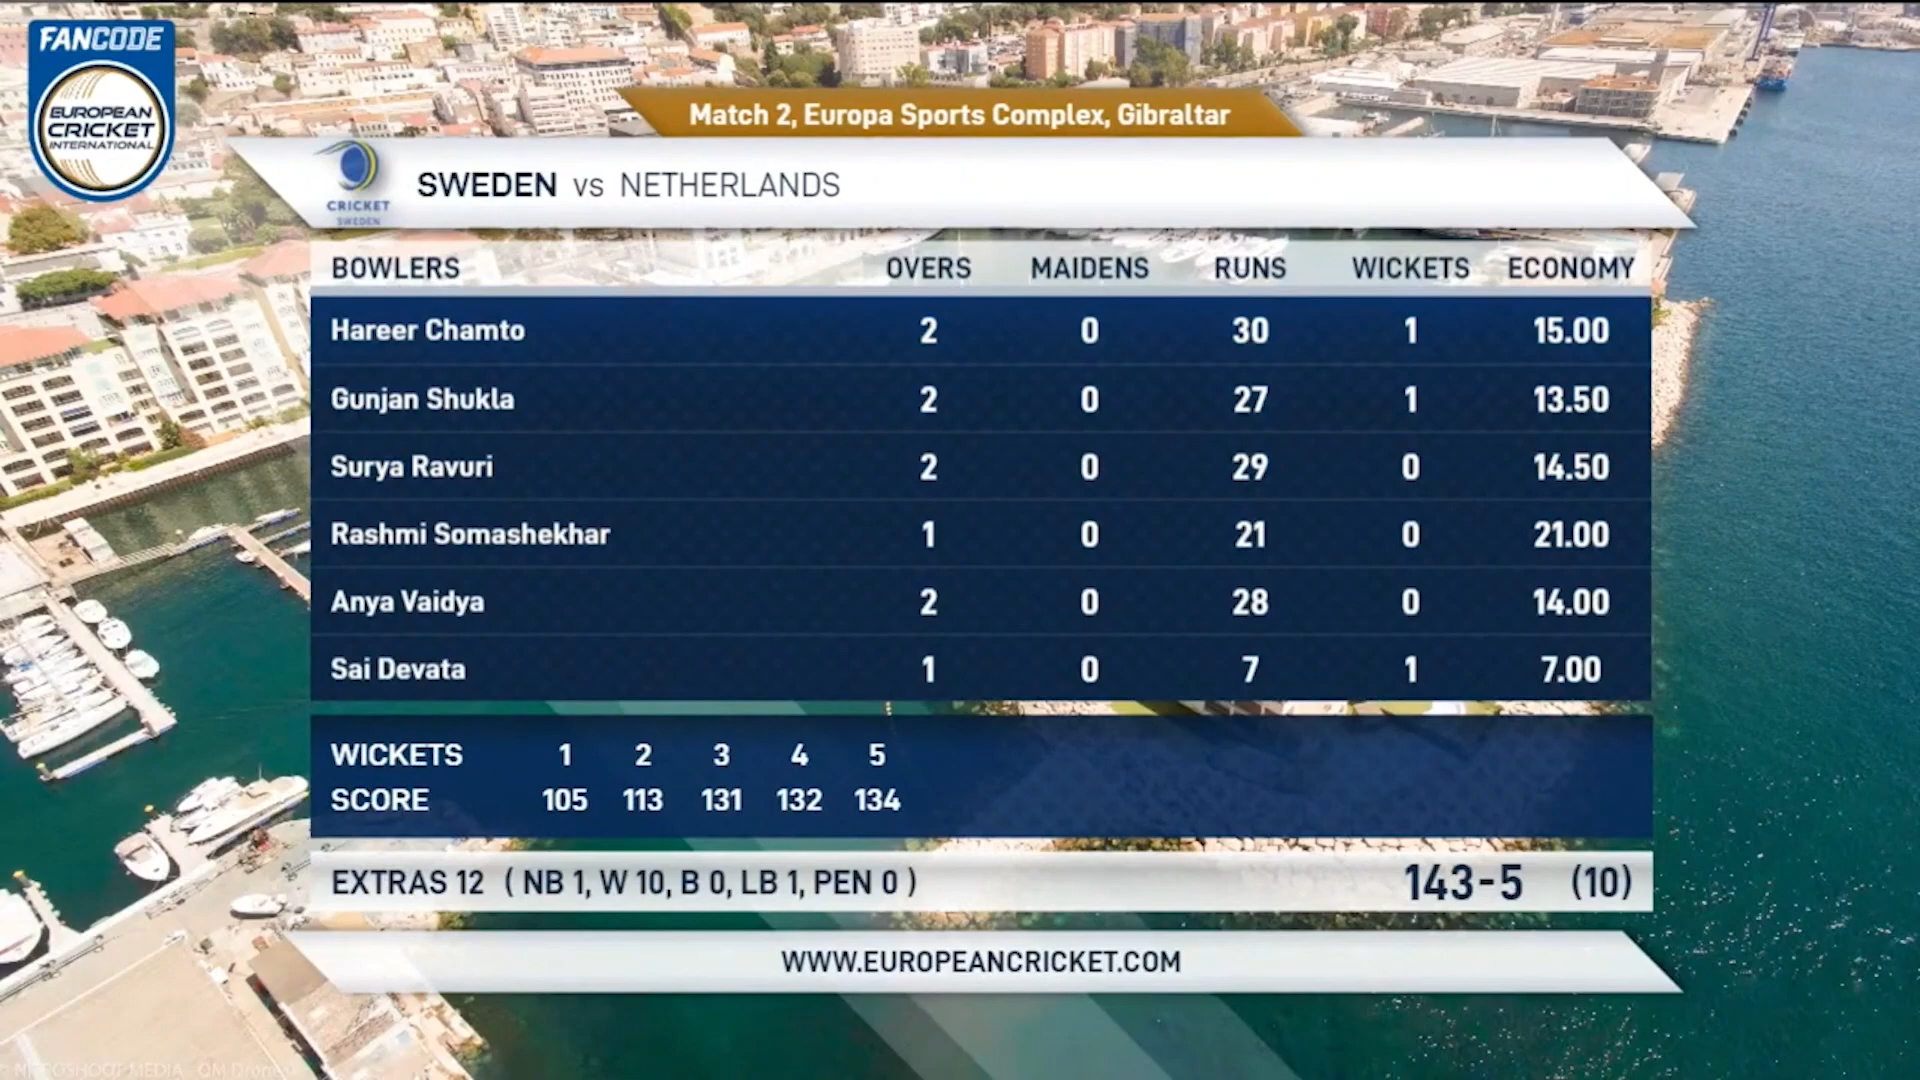 FANCODE
EUROPEAN
CRICKET
INTERNATIONAL
Match 2, Europa Sports Complex, Gibraltar
CRICKET
SWEDEN
SWEDEN vs NETHERLANDS
BOWLERS OVERS MAIDENS RUNS WICKETS ECONOMY
Hareer Chamto 2 0 30 1 15.00
Gunjan Shukla 2 0 27 1 13.50
Surya Ravuri 2 0 29 0 14.50
Rashmi Somashekhar 1 0 21 0 21.00
Anya Vaidya 2 0 28 0 14.00
Sai Devata 1 0 7 1 7.00
WICKETS 1 2 3 4 5
SCORE 105 113 131 132 134
EXTRAS 12 ( NB 1, W 10, B 0, LB 1, PEN 0 ) 143-5 (10)
WWW.EUROPEANCRICKET.COM